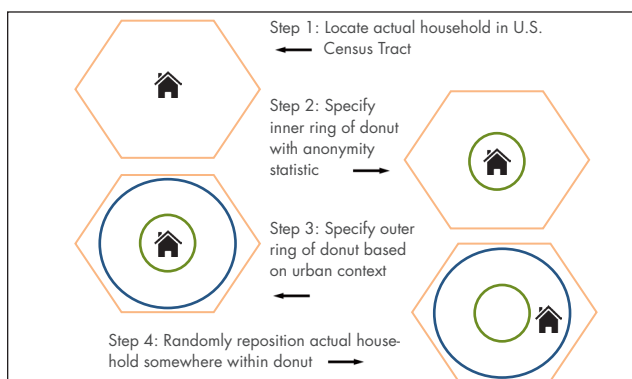 Step 1: Locate actual household in U.S.
Census Tract
Step 2: Specify
inner ring of donut
with anonymity
statistic
Step 3: Specify outer
ring of donut based
on urban context
Step 4: Randomly reposition actual house-
hold somewhere within donut